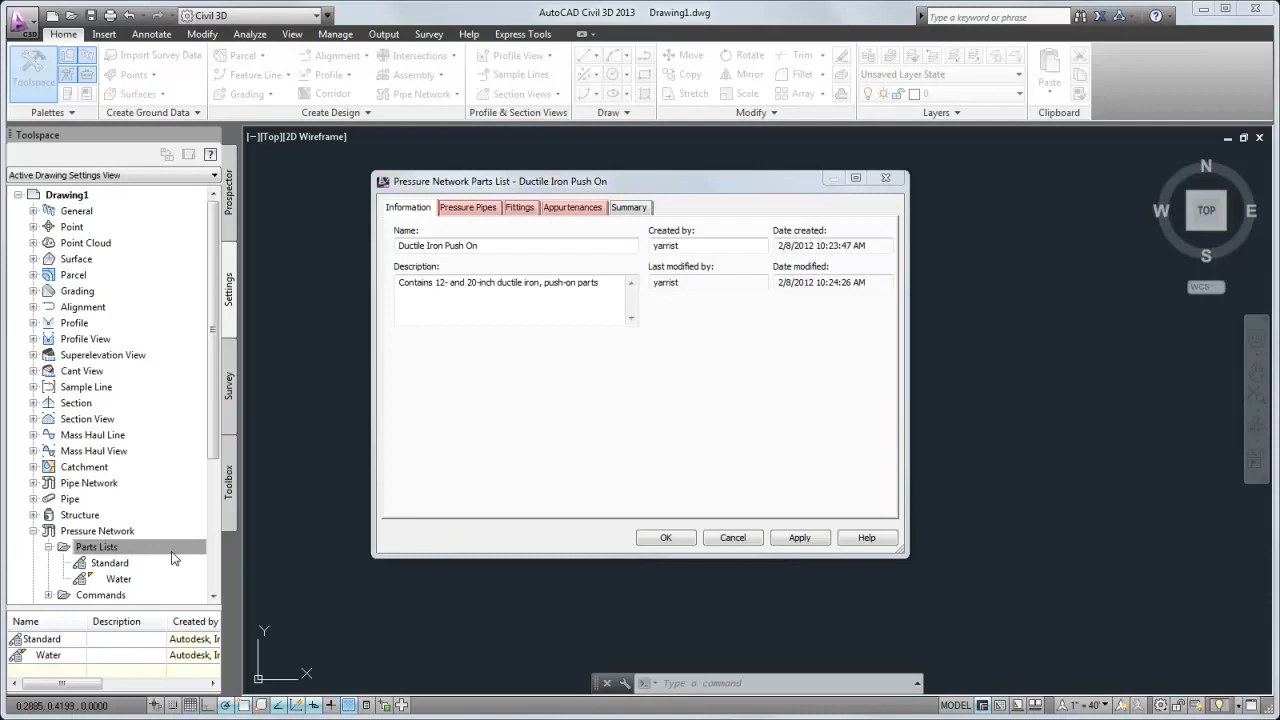 Civil 3D
AutoCAD Civil 3D 2013 Drawing1.dwg
Type a keyword or phrase
C3D
Home Insert Annotate Modify Analyze View Manage Output Survey Help Express Tools
Toolspace
Import Survey Data
Points
Surfaces
Parcel
Feature Line
Grading
Alignment
Profile
Corridor
Intersections
Assembly
Pipe Network
Profile View
Sample Lines
Section Views
Move Rotate Trim
Copy Mirror Fillet
Stretch Scale Array
Unsaved Layer State
0
Paste
Palettes Create Ground Data Create Design Profile & Section Views Draw Modify Layers Clipboard
Toolspace
Active Drawing Settings View
Drawing1
General
Point
Point Cloud
Surface
Parcel
Grading
Alignment
Profile
Profile View
Superelevation View
Cant View
Sample Line
Section
Section View
Mass Haul Line
Mass Haul View
Catchment
Pipe Network
Pipe
Structure
Pressure Network
Parts Lists
Standard
Water
Commands
Prospector
Settings
Survey
Toolbox
Name Description Created by
Standard Autodesk, Ir
Water Autodesk, Ir
[−][Top][2D Wireframe]
Pressure Network Parts List - Ductile Iron Push On
Information Pressure Pipes Fittings Appurtenances Summary
Name: Created by: Date created:
Ductile Iron Push On yarrist 2/8/2012 10:23:47 AM
Description: Last modified by: Date modified:
Contains 12- and 20-inch ductile iron, push-on parts yarrist 2/8/2012 10:24:26 AM
OK Cancel Apply Help
N
W TOP E
S
WCS
Y
X
Type a command
0.2885, 0.4199, 0.0000
MODEL 1" = 40'